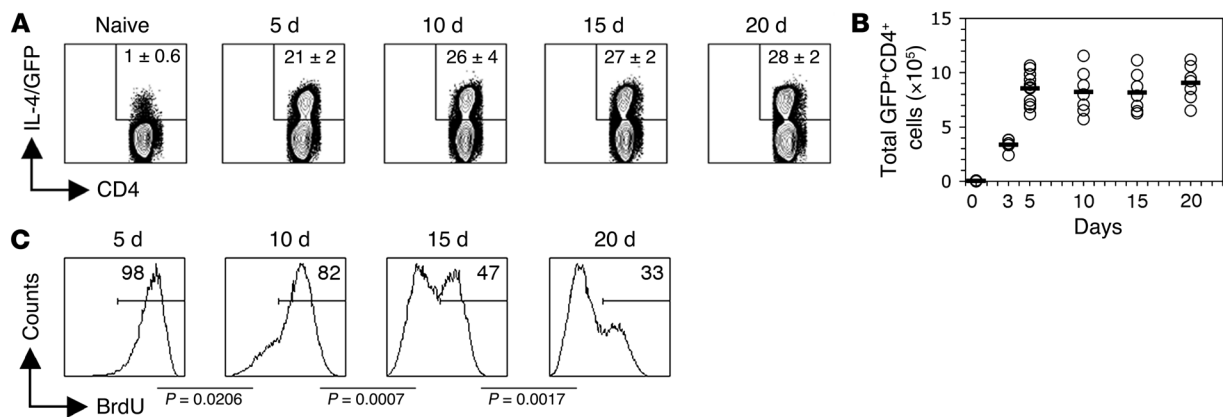 A
Naive
5 d
10 d
15 d
20 d
IL-4/GFP
1 ± 0.6
21 ± 2
26 ± 4
27 ± 2
28 ± 2
CD4
B
Total GFP⁺CD4⁺
cells (×10⁵)
15
10
5
0
0 3 5 10 15 20
Days
C
5 d
10 d
15 d
20 d
Counts
98
82
47
33
BrdU
P = 0.0206
P = 0.0007
P = 0.0017